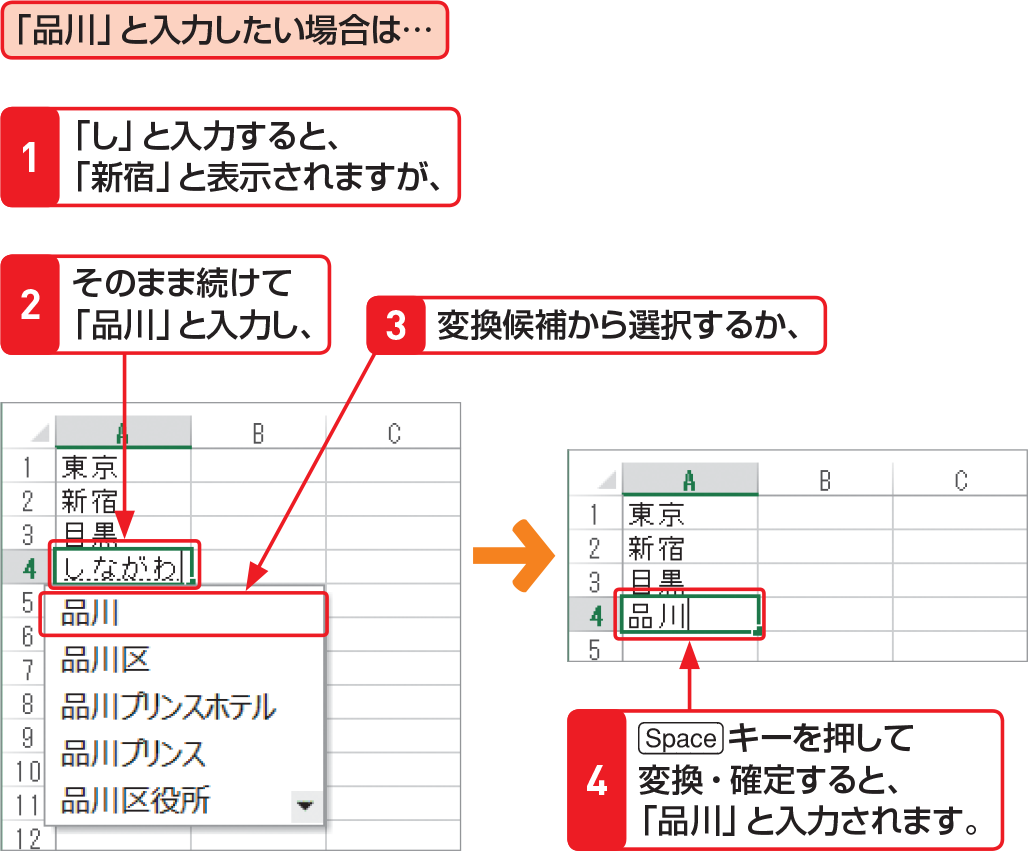 「品川」と入力したい場合は…
1 「し」と入力すると、
「新宿」と表示されますが、
2 そのまま続けて
「品川」と入力し、
3 変換候補から選択するか、
A B C
1 東京
2 新宿
3 目黒
4 しながわ
5 品川
6 品川区
7
8 品川プリンスホテル
9 品川プリンス
10
11 品川区役所
12
A B C
1 東京
2 新宿
3 目黒
4 品川
5
4 Spaceキーを押して
変換・確定すると、
「品川」と入力されます。